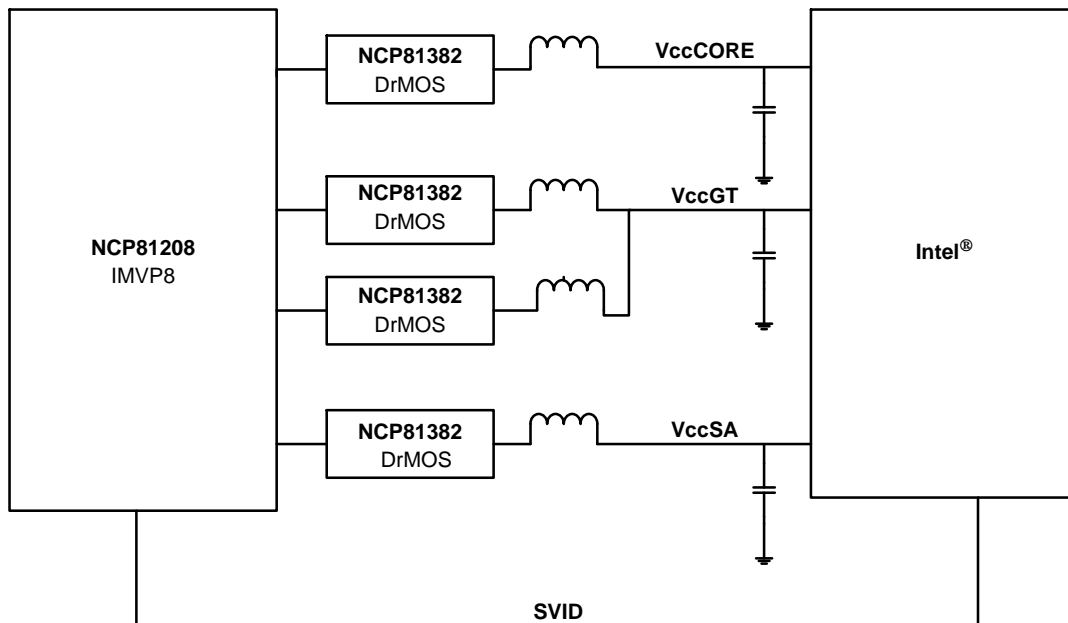 NCP81382
DrMOS
VccCORE
NCP81382
DrMOS
VccGT
NCP81208
IMVP8
Intel®
NCP81382
DrMOS
NCP81382
DrMOS
VccSA
SVID